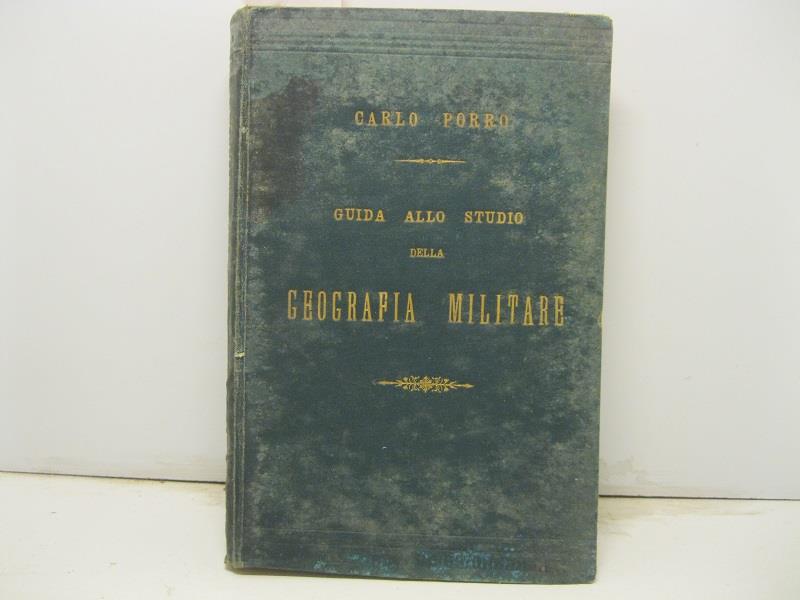 CARLO PORRO
GUIDA ALLO STUDIO
DELLA
GEOGRAFIA MILITARE